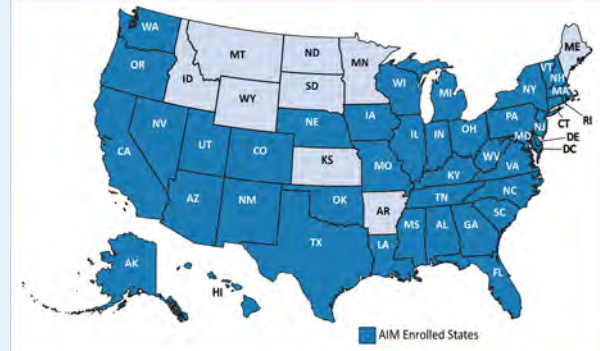 WA
MT
ND
MN
ME
OR
ID
SD
WI
VT
NH
WY
MI
NY
MA
RI
CT
NV
NE
IA
PA
NJ
IL
IN
OH
MD
DE
DC
CA
UT
CO
KS
MO
WV
VA
KY
NC
AZ
NM
OK
AR
TN
SC
MS
AL
GA
TX
LA
AK
HI
FL
AIM Enrolled States